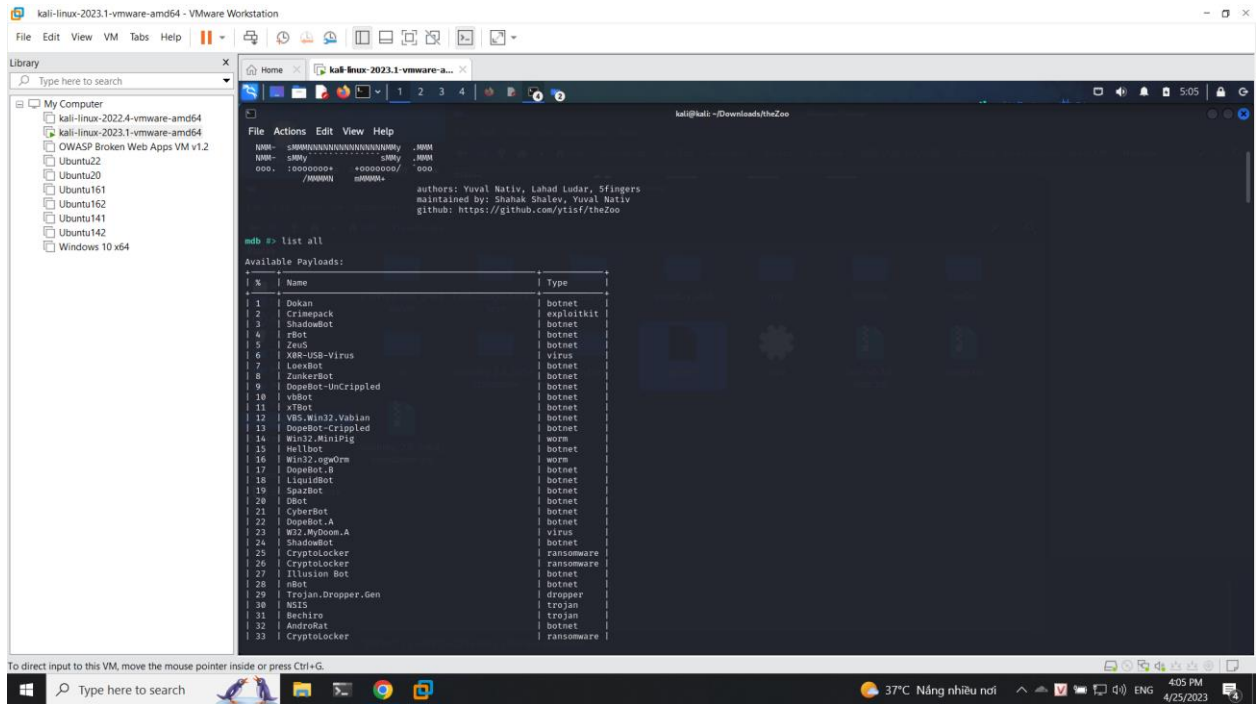 kali-linux-2023.1-vmware-amd64 - VMware Workstation
File Edit View VM Tabs Help
Library X
Type here to search
My Computer
kali-linux-2022.4-vmware-amd64
kali-linux-2023.1-vmware-amd64
OWASP Broken Web Apps VM v1.2
Ubuntu22
Ubuntu20
Ubuntu161
Ubuntu162
Ubuntu141
Ubuntu142
Windows 10 x64
Home kali-linux-2023.1-vmware-a...
1 2 3 4 5:05
kali@kali: ~/Downloads/theZoo
File Actions Edit View Help
authors: Yuval Nativ, Lahad Ludar, 5fingers
maintained by: Shahak Shalev, Yuval Nativ
github: https://github.com/ytisf/theZoo
mdb #> list all
Available Payloads:
| % | Name | Type |
| 1 | Dokan | botnet |
| 2 | Crimepack | exploitkit |
| 3 | ShadowBot | botnet |
| 4 | rBot | botnet |
| 5 | ZeuS | botnet |
| 6 | X0R-USB-Virus | virus |
| 7 | LoexBot | botnet |
| 8 | ZunkerBot | botnet |
| 9 | DopeBot-UnCrippled | botnet |
| 10 | vbBot | botnet |
| 11 | xTBot | botnet |
| 12 | VBS.Win32.Vabian | botnet |
| 13 | DopeBot-Crippled | botnet |
| 14 | Win32.MiniPig | worm |
| 15 | Hellbot | botnet |
| 16 | Win32.ogwOrm | worm |
| 17 | DopeBot.B | botnet |
| 18 | LiquidBot | botnet |
| 19 | SpazBot | botnet |
| 20 | DBot | botnet |
| 21 | CyberBot | botnet |
| 22 | DopeBot.A | botnet |
| 23 | W32.MyDoom.A | virus |
| 24 | ShadowBot | botnet |
| 25 | CryptoLocker | ransomware |
| 26 | CryptoLocker | ransomware |
| 27 | Illusion Bot | botnet |
| 28 | nBot | botnet |
| 29 | Trojan.Dropper.Gen | dropper |
| 30 | NSIS | trojan |
| 31 | Bechiro | trojan |
| 32 | AndroRat | botnet |
| 33 | CryptoLocker | ransomware |
To direct input to this VM, move the mouse pointer inside or press Ctrl+G.
Type here to search
37°C Nắng nhiều nơi ENG 4:05 PM
4/25/2023